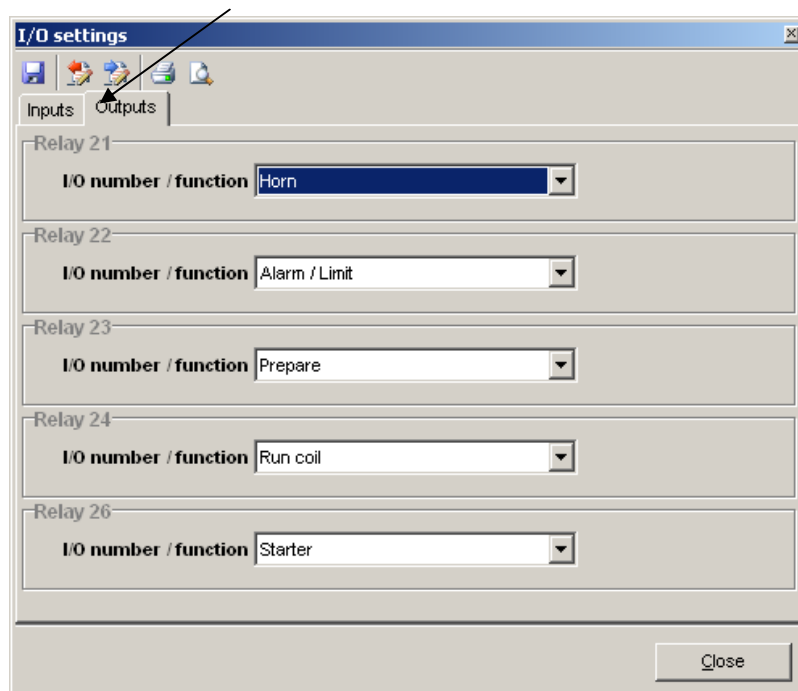 I/O settings
Inputs Outputs
Relay 21
I/O number / function Horn
Relay 22
I/O number / function Alarm / Limit
Relay 23
I/O number / function Prepare
Relay 24
I/O number / function Run coil
Relay 26
I/O number / function Starter
Close